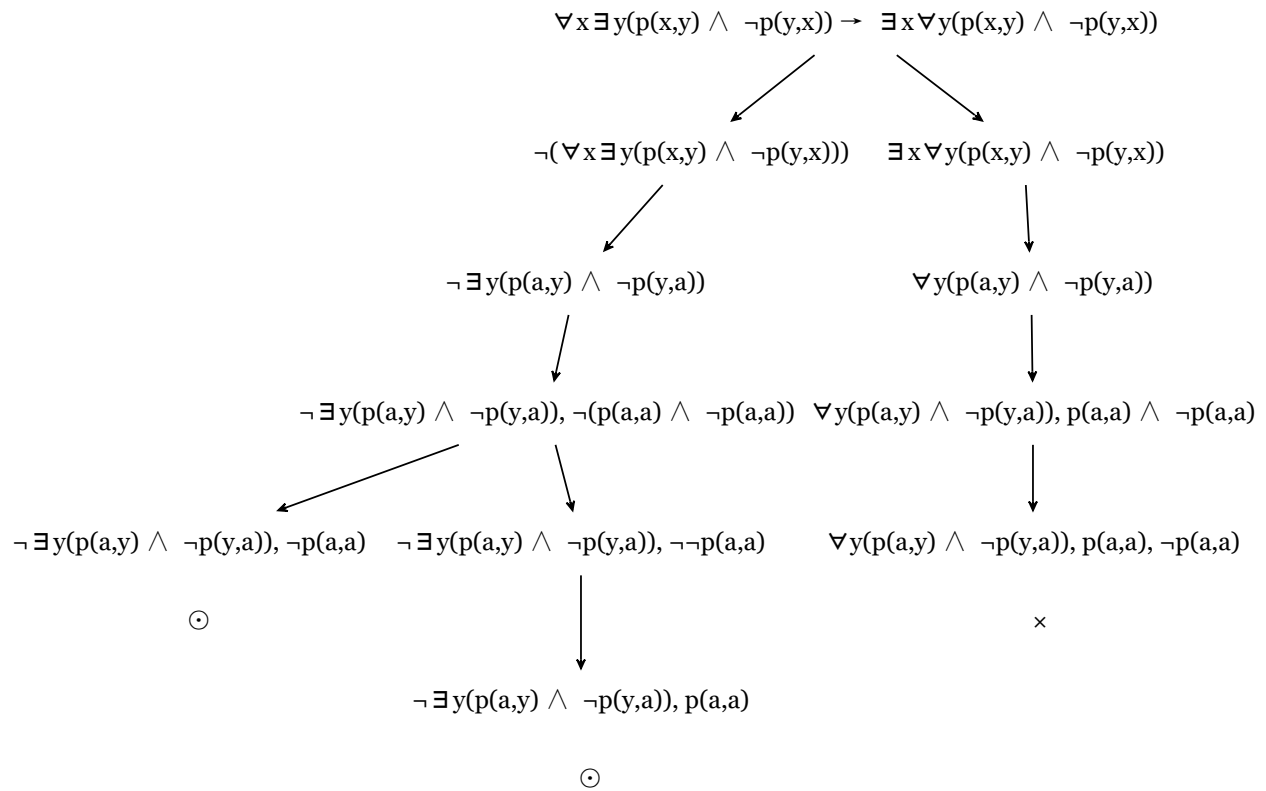 ∀x∃y(p(x,y) ∧ ¬p(y,x)) → ∃x∀y(p(x,y) ∧ ¬p(y,x))
¬(∀x∃y(p(x,y) ∧ ¬p(y,x))) ∃x∀y(p(x,y) ∧ ¬p(y,x))
¬∃y(p(a,y) ∧ ¬p(y,a)) ∀y(p(a,y) ∧ ¬p(y,a))
¬∃y(p(a,y) ∧ ¬p(y,a)), ¬(p(a,a) ∧ ¬p(a,a)) ∀y(p(a,y) ∧ ¬p(y,a)), p(a,a) ∧ ¬p(a,a)
¬∃y(p(a,y) ∧ ¬p(y,a)), ¬p(a,a) ¬∃y(p(a,y) ∧ ¬p(y,a)), ¬¬p(a,a) ∀y(p(a,y) ∧ ¬p(y,a)), p(a,a), ¬p(a,a)
⊙ ×
¬∃y(p(a,y) ∧ ¬p(y,a)), p(a,a)
⊙